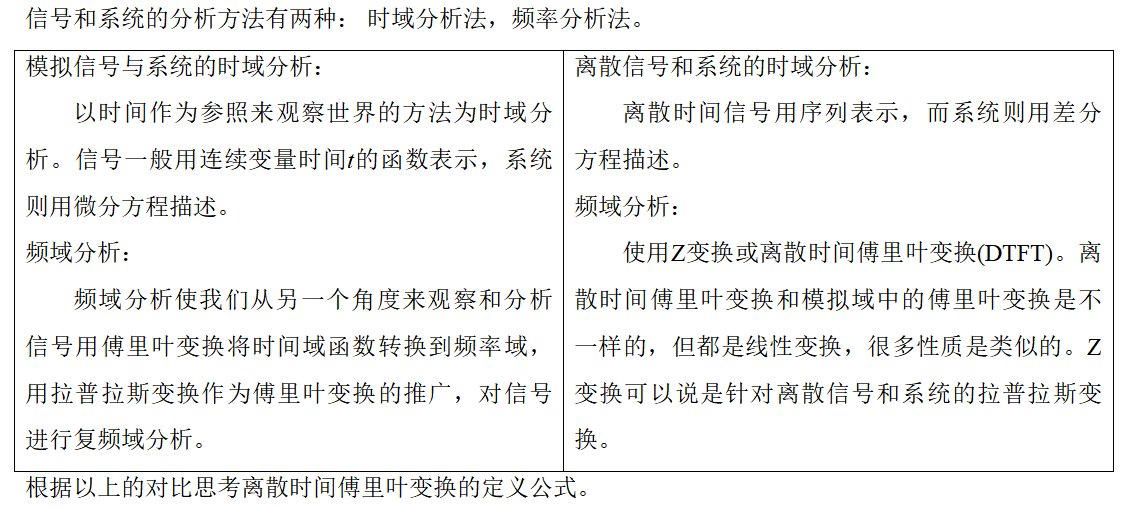 信号和系统的分析方法有两种： 时域分析法，频率分析法。
模拟信号与系统的时域分析：
以时间作为参照来观察世界的方法为时域分
析。信号一般用连续变量时间t的函数表示，系统
则用微分方程描述。
频域分析：
频域分析使我们从另一个角度来观察和分析
信号用傅里叶变换将时间域函数转换到频率域，
用拉普拉斯变换作为傅里叶变换的推广，对信号
进行复频域分析。
离散信号和系统的时域分析：
离散时间信号用序列表示，而系统则用差分
方程描述。
频域分析：
使用Z变换或离散时间傅里叶变换(DTFT)。离
散时间傅里叶变换和模拟域中的傅里叶变换是不
一样的，但都是线性变换，很多性质是类似的。Z
变换可以说是针对离散信号和系统的拉普拉斯变
换。
根据以上的对比思考离散时间傅里叶变换的定义公式。